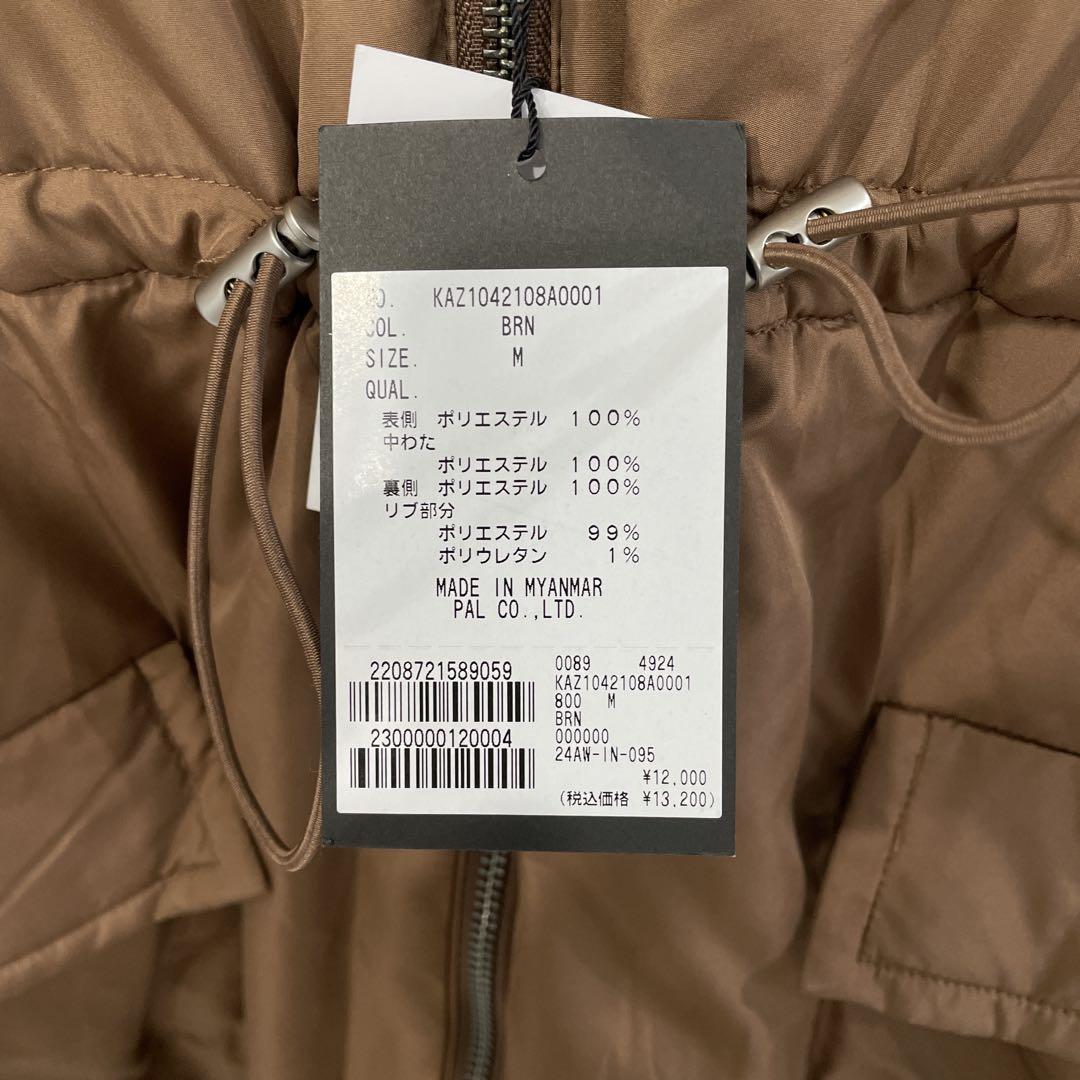 NO. KAZ1042108A0001
COL. BRN
SIZE. M
QUAL.
表側 ポリエステル 100%
中わた
ポリエステル 100%
裏側 ポリエステル 100%
リブ部分
ポリエステル 99%
ポリウレタン 1%
MADE IN MYANMAR
PAL CO.,LTD.
2208721589059
2300000120004
0089 4924
KAZ1042108A0001
800 M
BRN
000000
24AW-IN-095
¥12,000
(税込価格 ¥13,200)